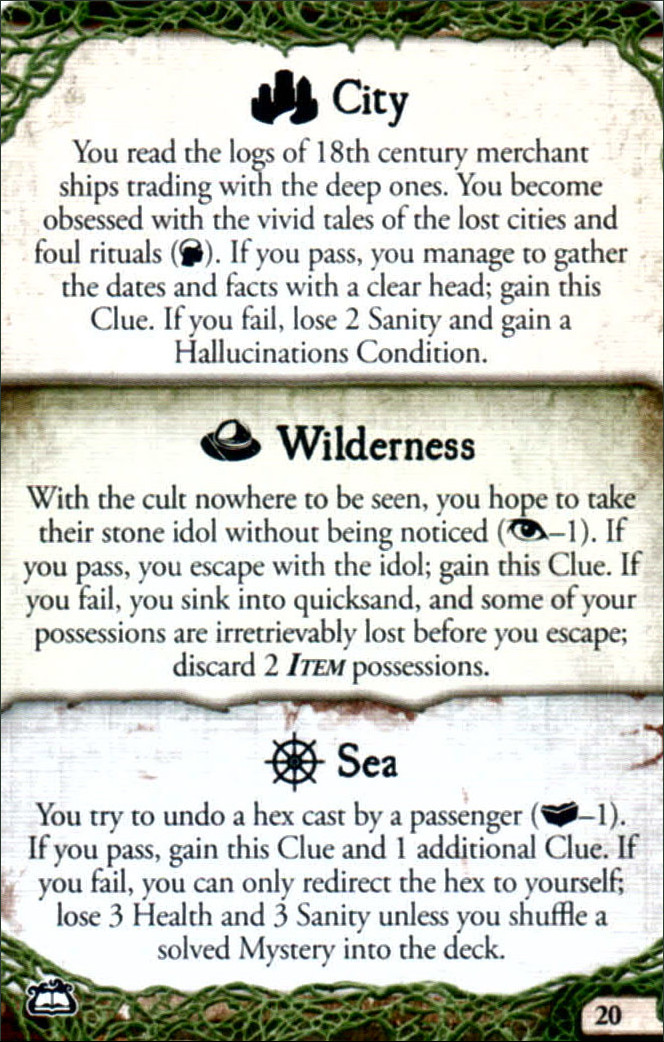 City
You read the logs of 18th century merchant
ships trading with the deep ones. You become
obsessed with the vivid tales of the lost cities and
foul rituals ( ). If you pass, you manage to gather
the dates and facts with a clear head; gain this
Clue. If you fail, lose 2 Sanity and gain a
Hallucinations Condition.
Wilderness
With the cult nowhere to be seen, you hope to take
their stone idol without being noticed ( –1). If
you pass, you escape with the idol; gain this Clue. If
you fail, you sink into quicksand, and some of your
possessions are irretrievably lost before you escape;
discard 2 ITEM possessions.
Sea
You try to undo a hex cast by a passenger ( –1).
If you pass, gain this Clue and 1 additional Clue. If
you fail, you can only redirect the hex to yourself;
lose 3 Health and 3 Sanity unless you shuffle a
solved Mystery into the deck.
20